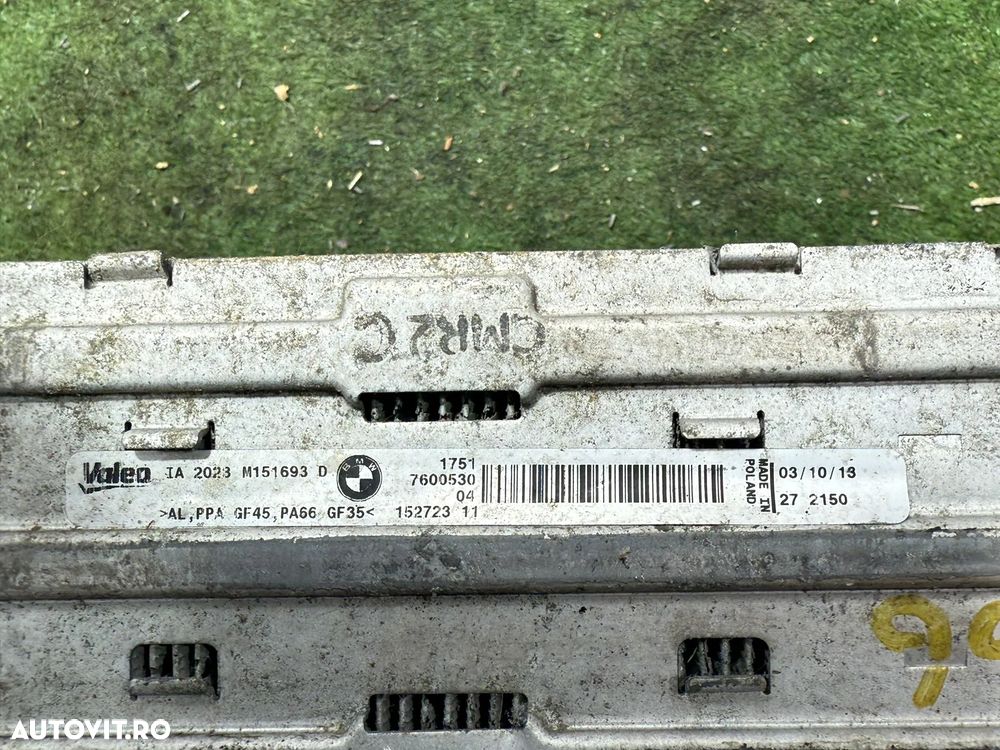 CMR2C
Valeo IA 2023 M151693 D
BMW
1751
7600530
04
>AL,PPA GF45,PA66 GF35< 152723 11
MADE IN
POLAND
03/10/13
27 2150
AUTOVIT.RO